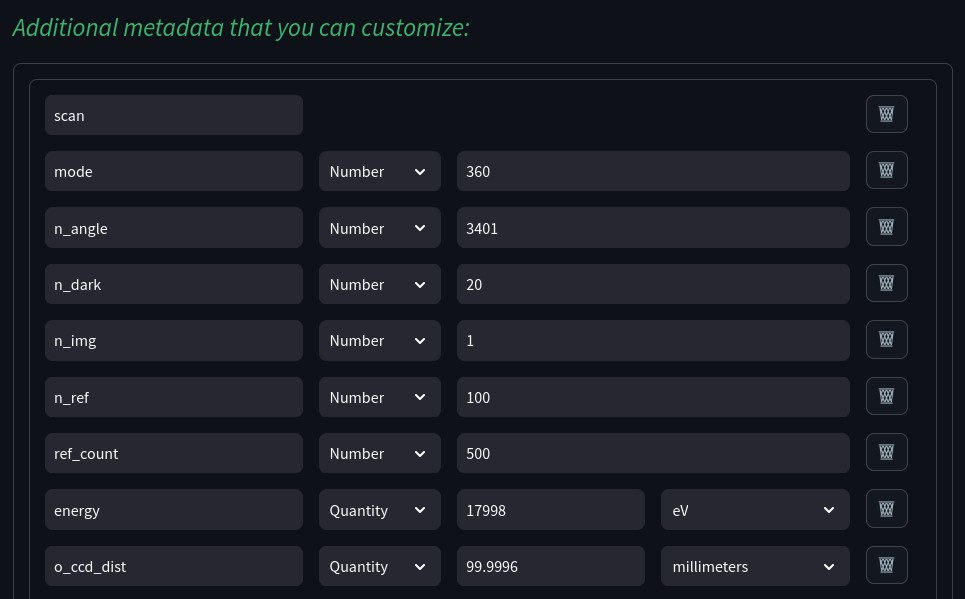 Additional metadata that you can customize:
scan
mode Number 360
n_angle Number 3401
n_dark Number 20
n_img Number 1
n_ref Number 100
ref_count Number 500
energy Quantity 17998 eV
o_ccd_dist Quantity 99.9996 millimeters